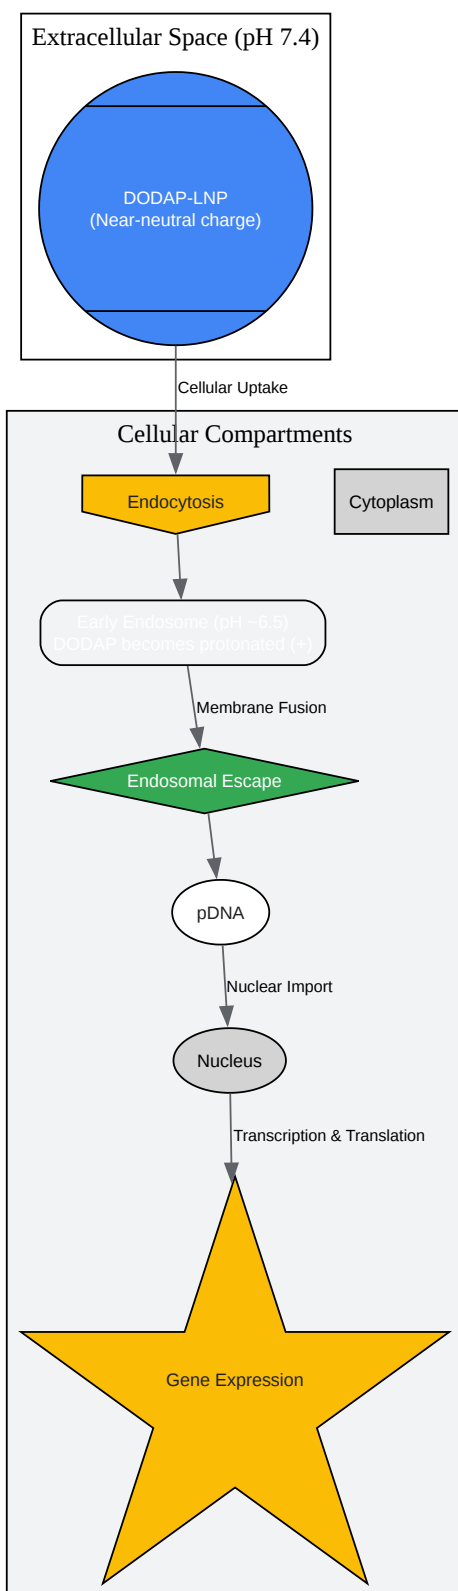 Extracellular Space (pH 7.4)
DODAP-LNP
(Near-neutral charge)
Cellular Uptake
Cellular Compartments
Endocytosis
Cytoplasm
Early Endosome (pH ~6.5)
DODAP becomes protonated (+)
Membrane Fusion
Endosomal Escape
pDNA
Nuclear Import
Nucleus
Transcription & Translation
Gene Expression